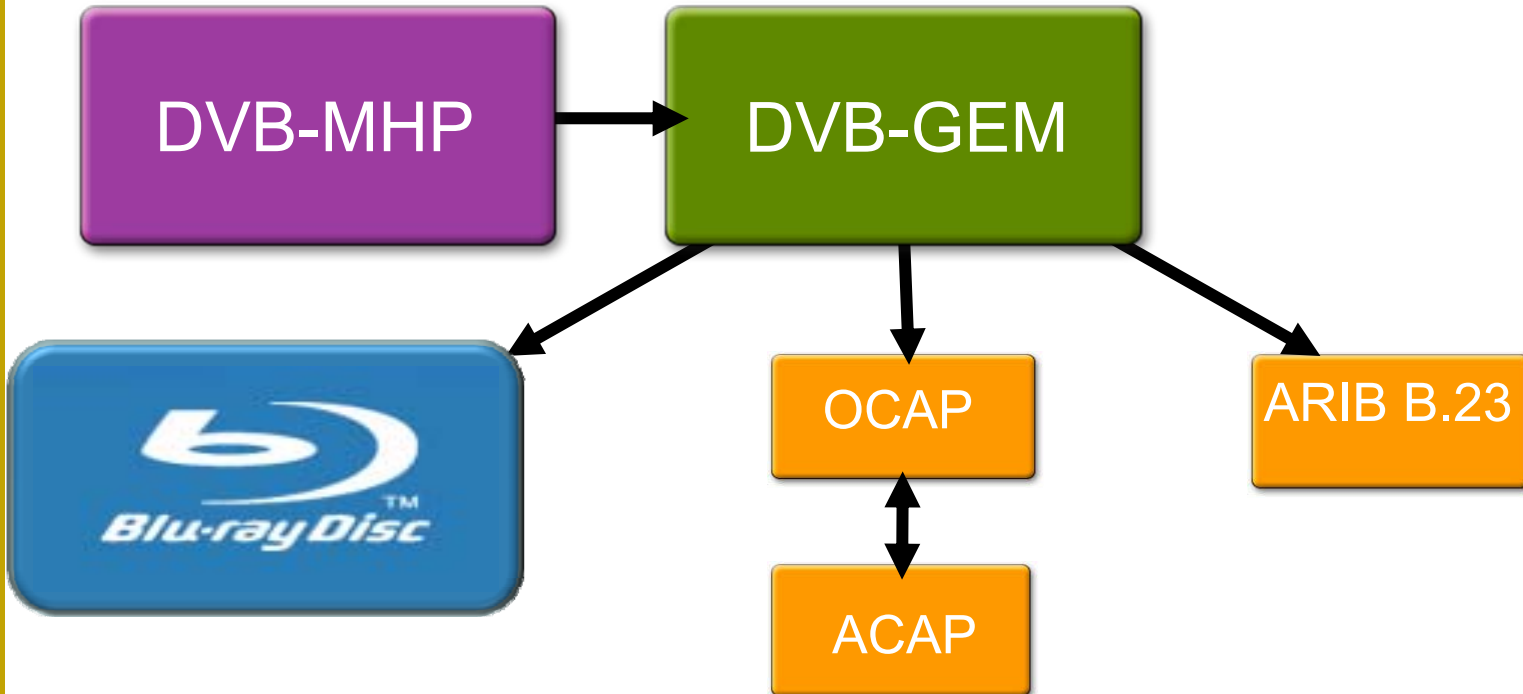 DVB-MHP
DVB-GEM
TM
Blu-ray Disc
OCAP
ARIB B.23
ACAP